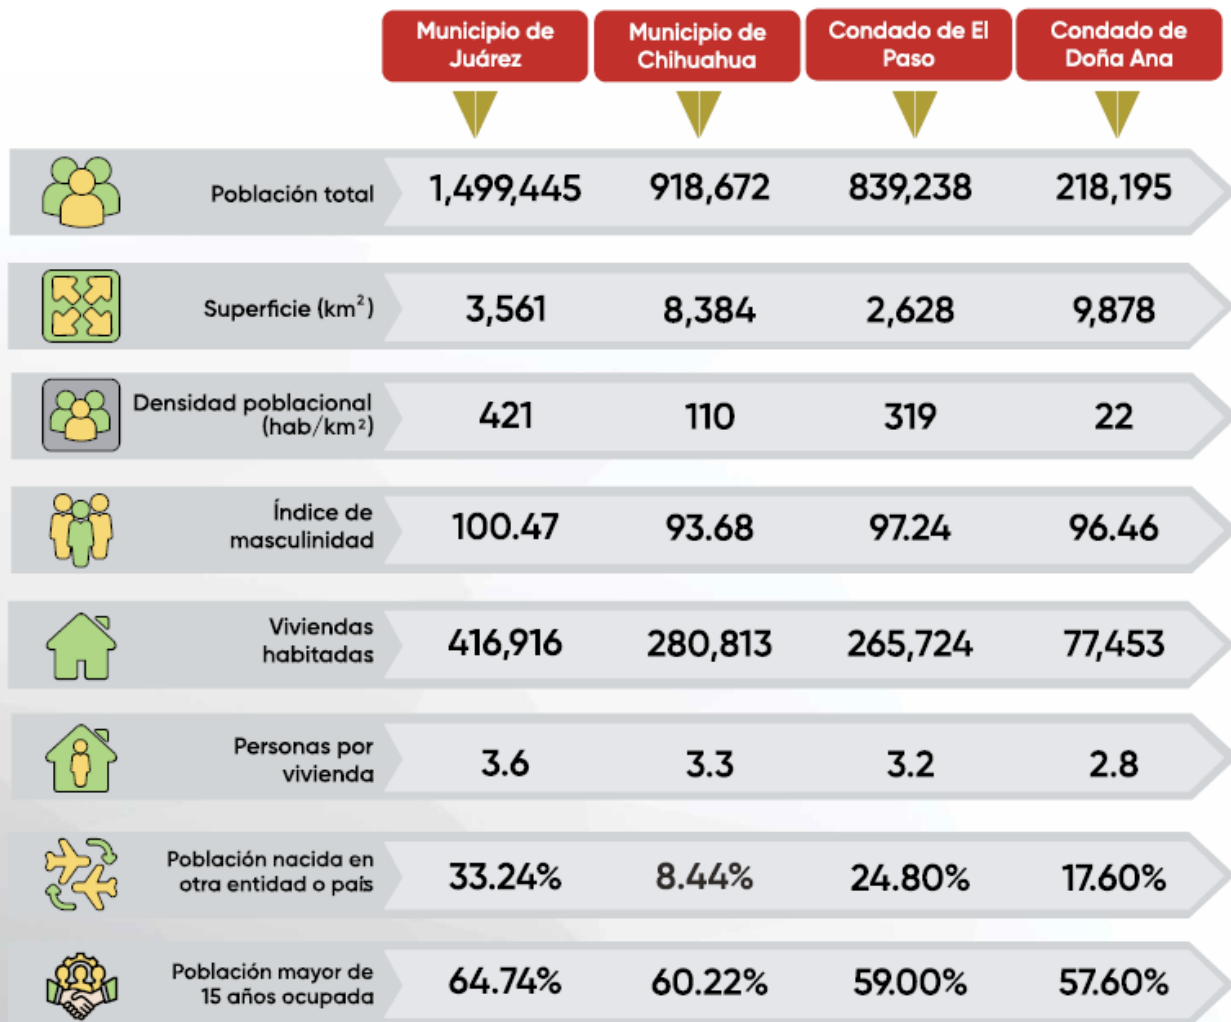 Municipio de
Juárez
Municipio de
Chihuahua
Condado de El
Paso
Condado de
Doña Ana
Población total
1,499,445
918,672
839,238
218,195
Superficie (km²)
3,561
8,384
2,628
9,878
Densidad poblacional
(hab/km²)
421
110
319
22
Índice de
masculinidad
100.47
93.68
97.24
96.46
Viviendas
habitadas
416,916
280,813
265,724
77,453
Personas por
vivienda
3.6
3.3
3.2
2.8
Población nacida en
otra entidad o país
33.24%
8.44%
24.80%
17.60%
Población mayor de
15 años ocupada
64.74%
60.22%
59.00%
57.60%